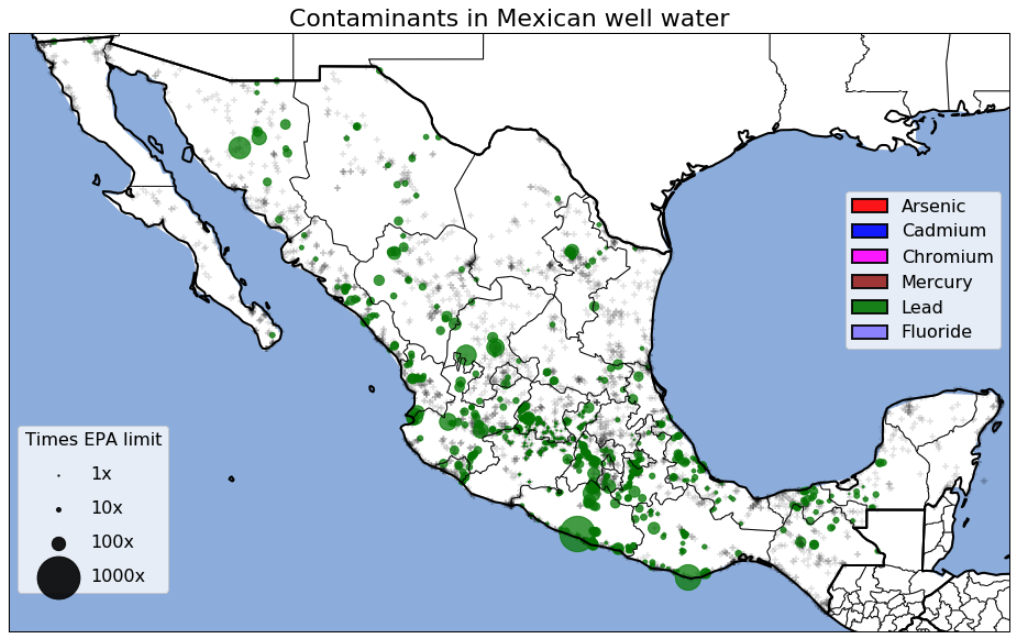 Contaminants in Mexican well water
Arsenic
Cadmium
Chromium
Mercury
Lead
Fluoride
Times EPA limit
1x
10x
100x
1000x